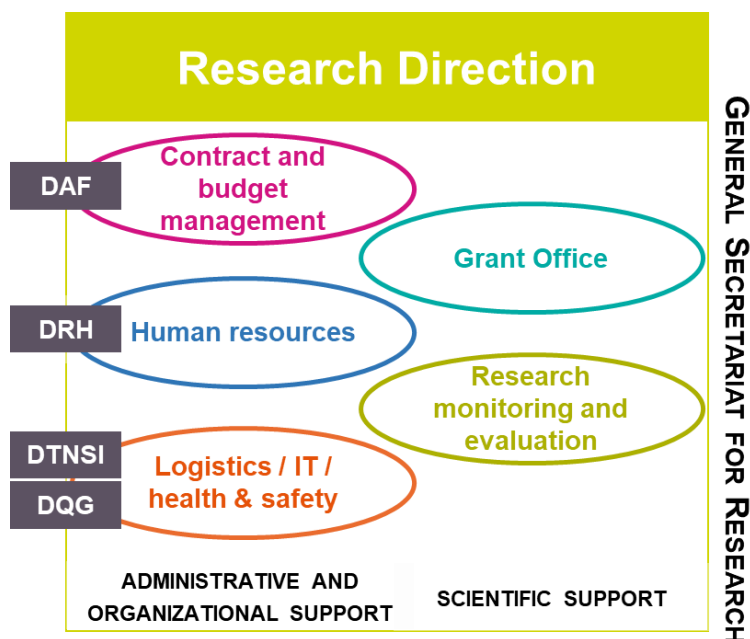 Research Direction
Contract and
budget
management
DAF
Grant Office
DRH
Human resources
Research
monitoring and
evaluation
DTNSI
DQG
Logistics / IT /
health & safety
ADMINISTRATIVE AND
ORGANIZATIONAL SUPPORT
SCIENTIFIC SUPPORT
GENERAL SECRETARIAT FOR RESEARCH